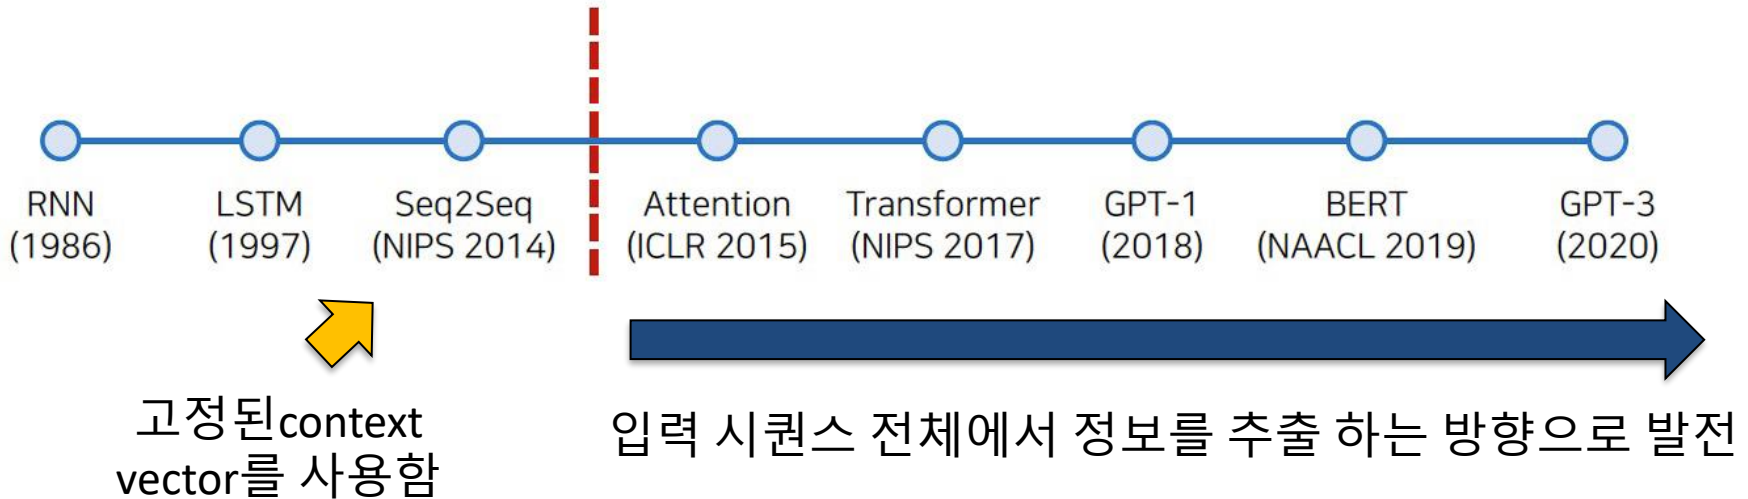 RNN
(1986)
LSTM
(1997)
Seq2Seq
(NIPS 2014)
Attention
(ICLR 2015)
Transformer
(NIPS 2017)
GPT-1
(2018)
BERT
(NAACL 2019)
GPT-3
(2020)
고정된context
vector를 사용함
입력 시퀀스 전체에서 정보를 추출 하는 방향으로 발전